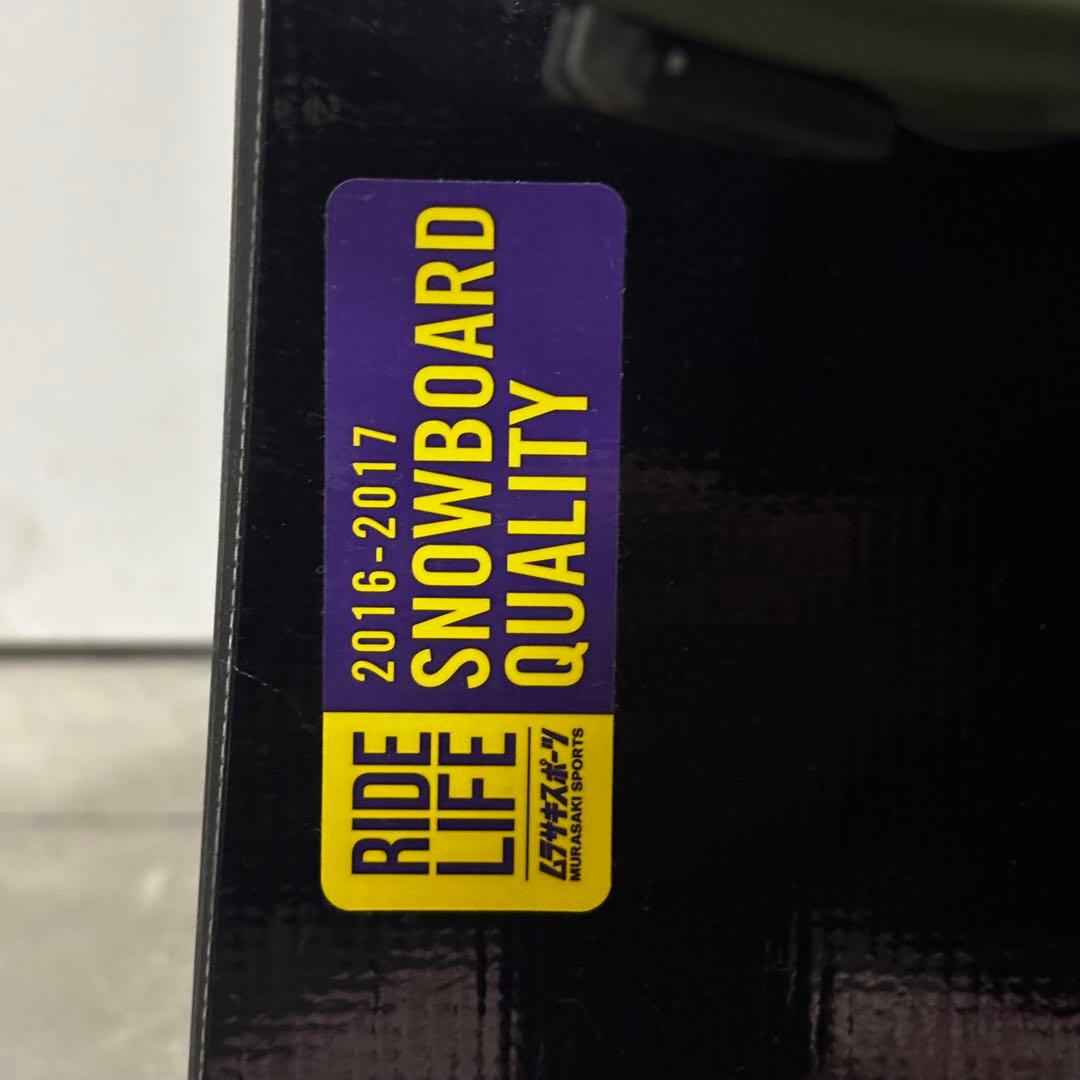 RIDE
LIFE
ムラサキスポーツ
MURASAKI SPORTS
2016-2017
SNOWBOARD
QUALITY